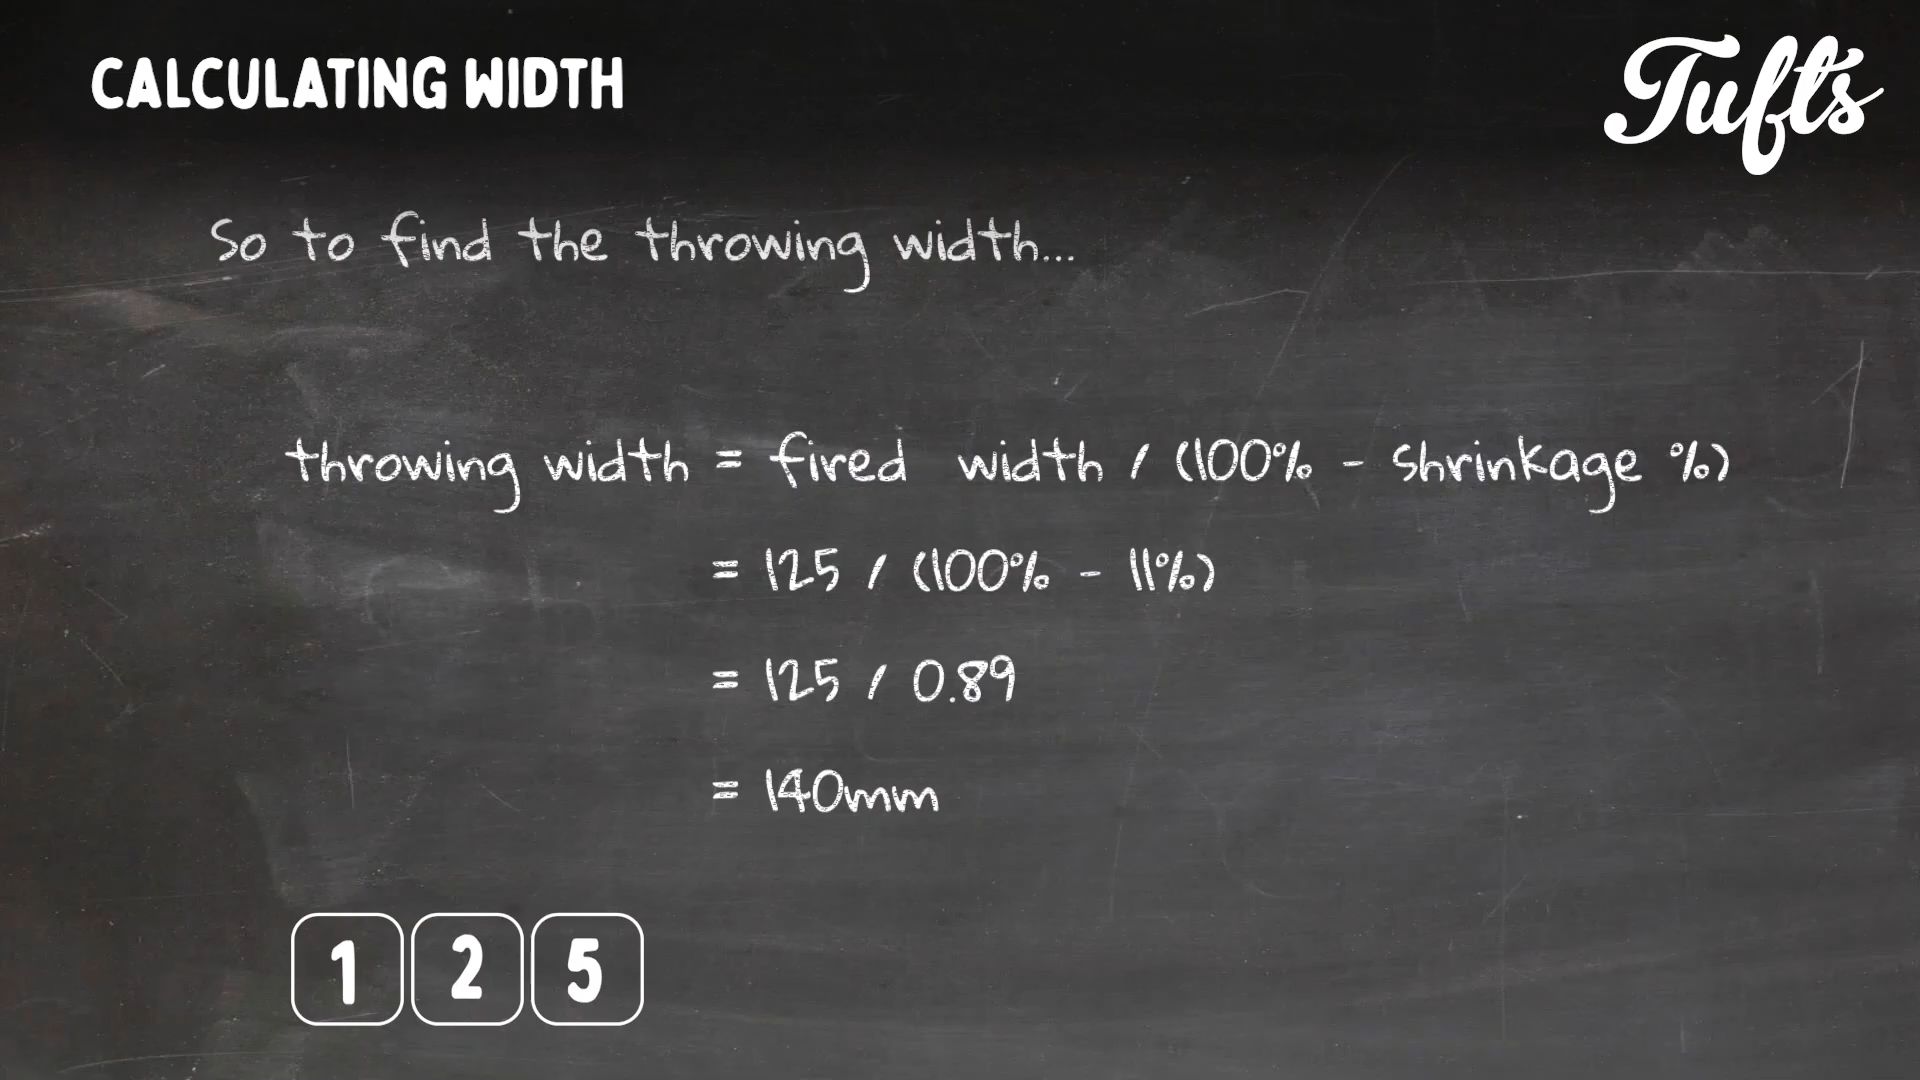 CALCULATING WIDTH
Tufts
So to find the throwing width...
throwing width = fired width / (100% - shrinkage %)
= 125 / (100% - 11%)
= 125 / 0.89
= 140mm
1 2 5